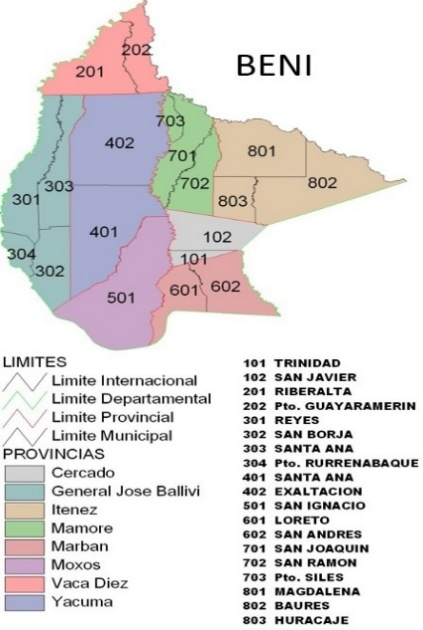 BENI
202
201
703
402
801
701
802
702
303
301
803
401
102
304
101
302
601
602
501
LIMITES
Limite Internacional
Limite Departamental
Limite Provincial
Limite Municipal
PROVINCIAS
Cercado
General Jose Ballivi
Itenez
Mamore
Marban
Moxos
Vaca Diez
Yacuma
101 TRINIDAD
102 SAN JAVIER
201 RIBERALTA
202 Pto. GUAYARAMERIN
301 REYES
302 SAN BORJA
303 SANTA ANA
304 Pto. RURRENABAQUE
401 SANTA ANA
402 EXALTACION
501 SAN IGNACIO
601 LORETO
602 SAN ANDRES
701 SAN JOAQUIN
702 SAN RAMON
703 Pto. SILES
801 MAGDALENA
802 BAURES
803 HURACAJE